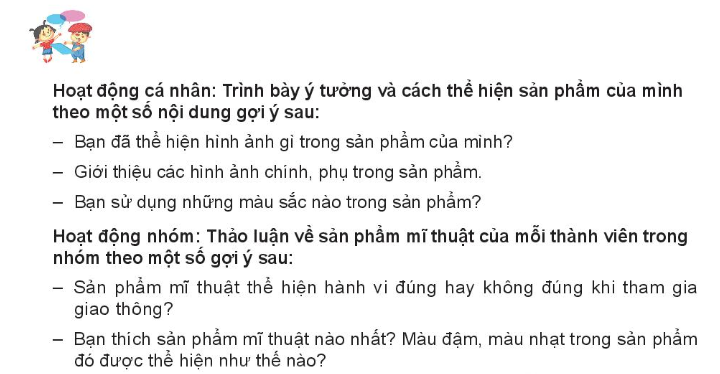 Hoạt động cá nhân: Trình bày ý tưởng và cách thể hiện sản phẩm của mình
theo một số nội dung gợi ý sau:
– Bạn đã thể hiện hình ảnh gì trong sản phẩm của mình?
– Giới thiệu các hình ảnh chính, phụ trong sản phẩm.
– Bạn sử dụng những màu sắc nào trong sản phẩm?
Hoạt động nhóm: Thảo luận về sản phẩm mĩ thuật của mỗi thành viên trong
nhóm theo một số gợi ý sau:
– Sản phẩm mĩ thuật thể hiện hành vi đúng hay không đúng khi tham gia
giao thông?
– Bạn thích sản phẩm mĩ thuật nào nhất? Màu đậm, màu nhạt trong sản phẩm
đó được thể hiện như thế nào?